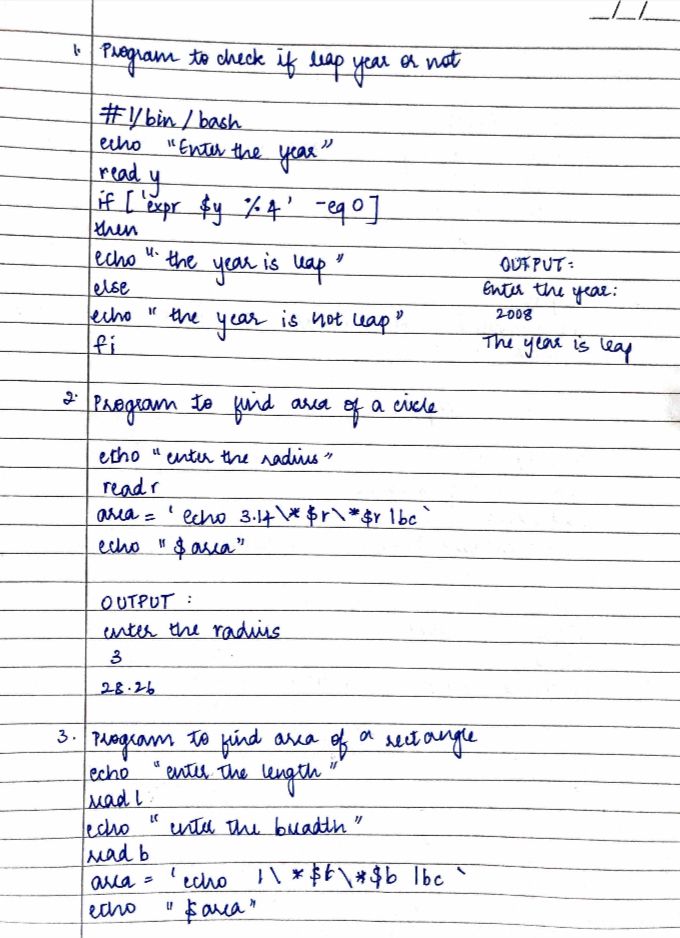 _/_/_
1. Program to check if leap year or not
#!/bin/bash
echo "Enter the year"
read y
if ['expr $y %4' -eq 0]
then
echo "the year is leap"
else
echo "the year is not leap"
fi
OUTPUT:
Enter the year:
2008
The year is leap
2. Program to find area of a circle
echo "enter the radius"
read r
area = 'echo 3.14\*$r\*$r |bc`
echo "$area"
OUTPUT :
enter the radius
3
28.26
3. Program to find area of a rectangle
echo "enter the length"
read l
echo "enter the breadth"
read b
area = 'echo 1\*$l\*$b |bc`
echo "$area"